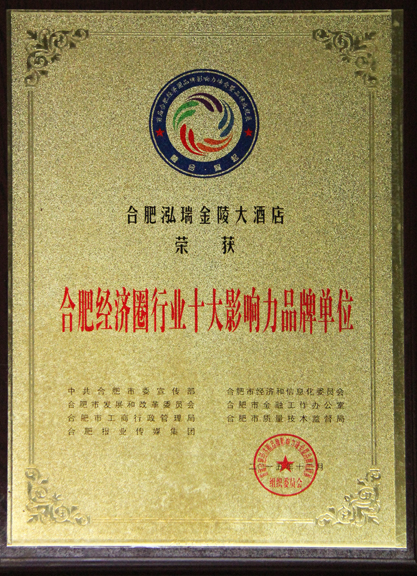 合肥泓瑞金陵大酒店
荣 获
合肥经济圈行业十大影响力品牌单位
中共合肥市委宣传部
合肥市发展和改革委员会
合肥市工商行政管理局
合肥报业传媒集团
合肥市经济和信息化委员会
合肥市金融工作办公室
合肥市质量技术监督局
组织委员会